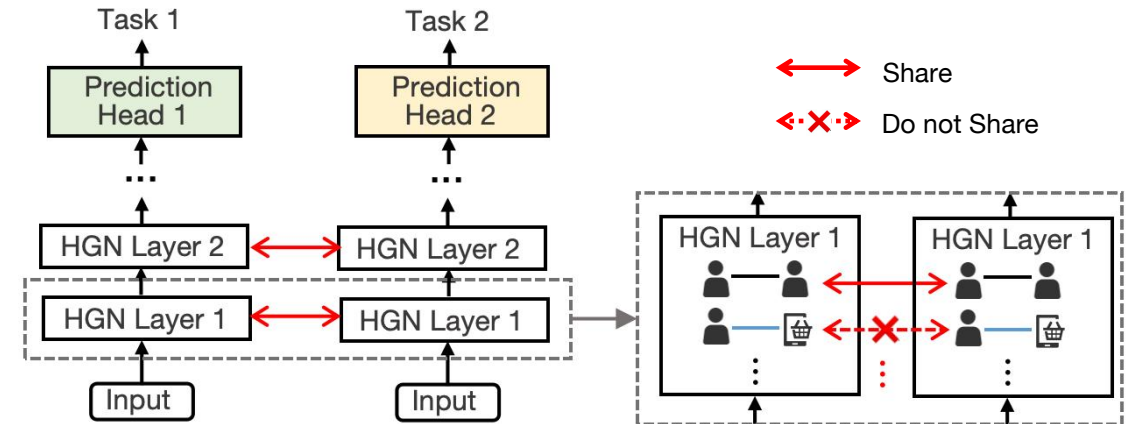 Task 1
Task 2
Prediction
Head 1
Prediction
Head 2
...
...
HGN Layer 2
HGN Layer 2
HGN Layer 1
HGN Layer 1
Input
Input
Share
Do not Share
HGN Layer 1
HGN Layer 1